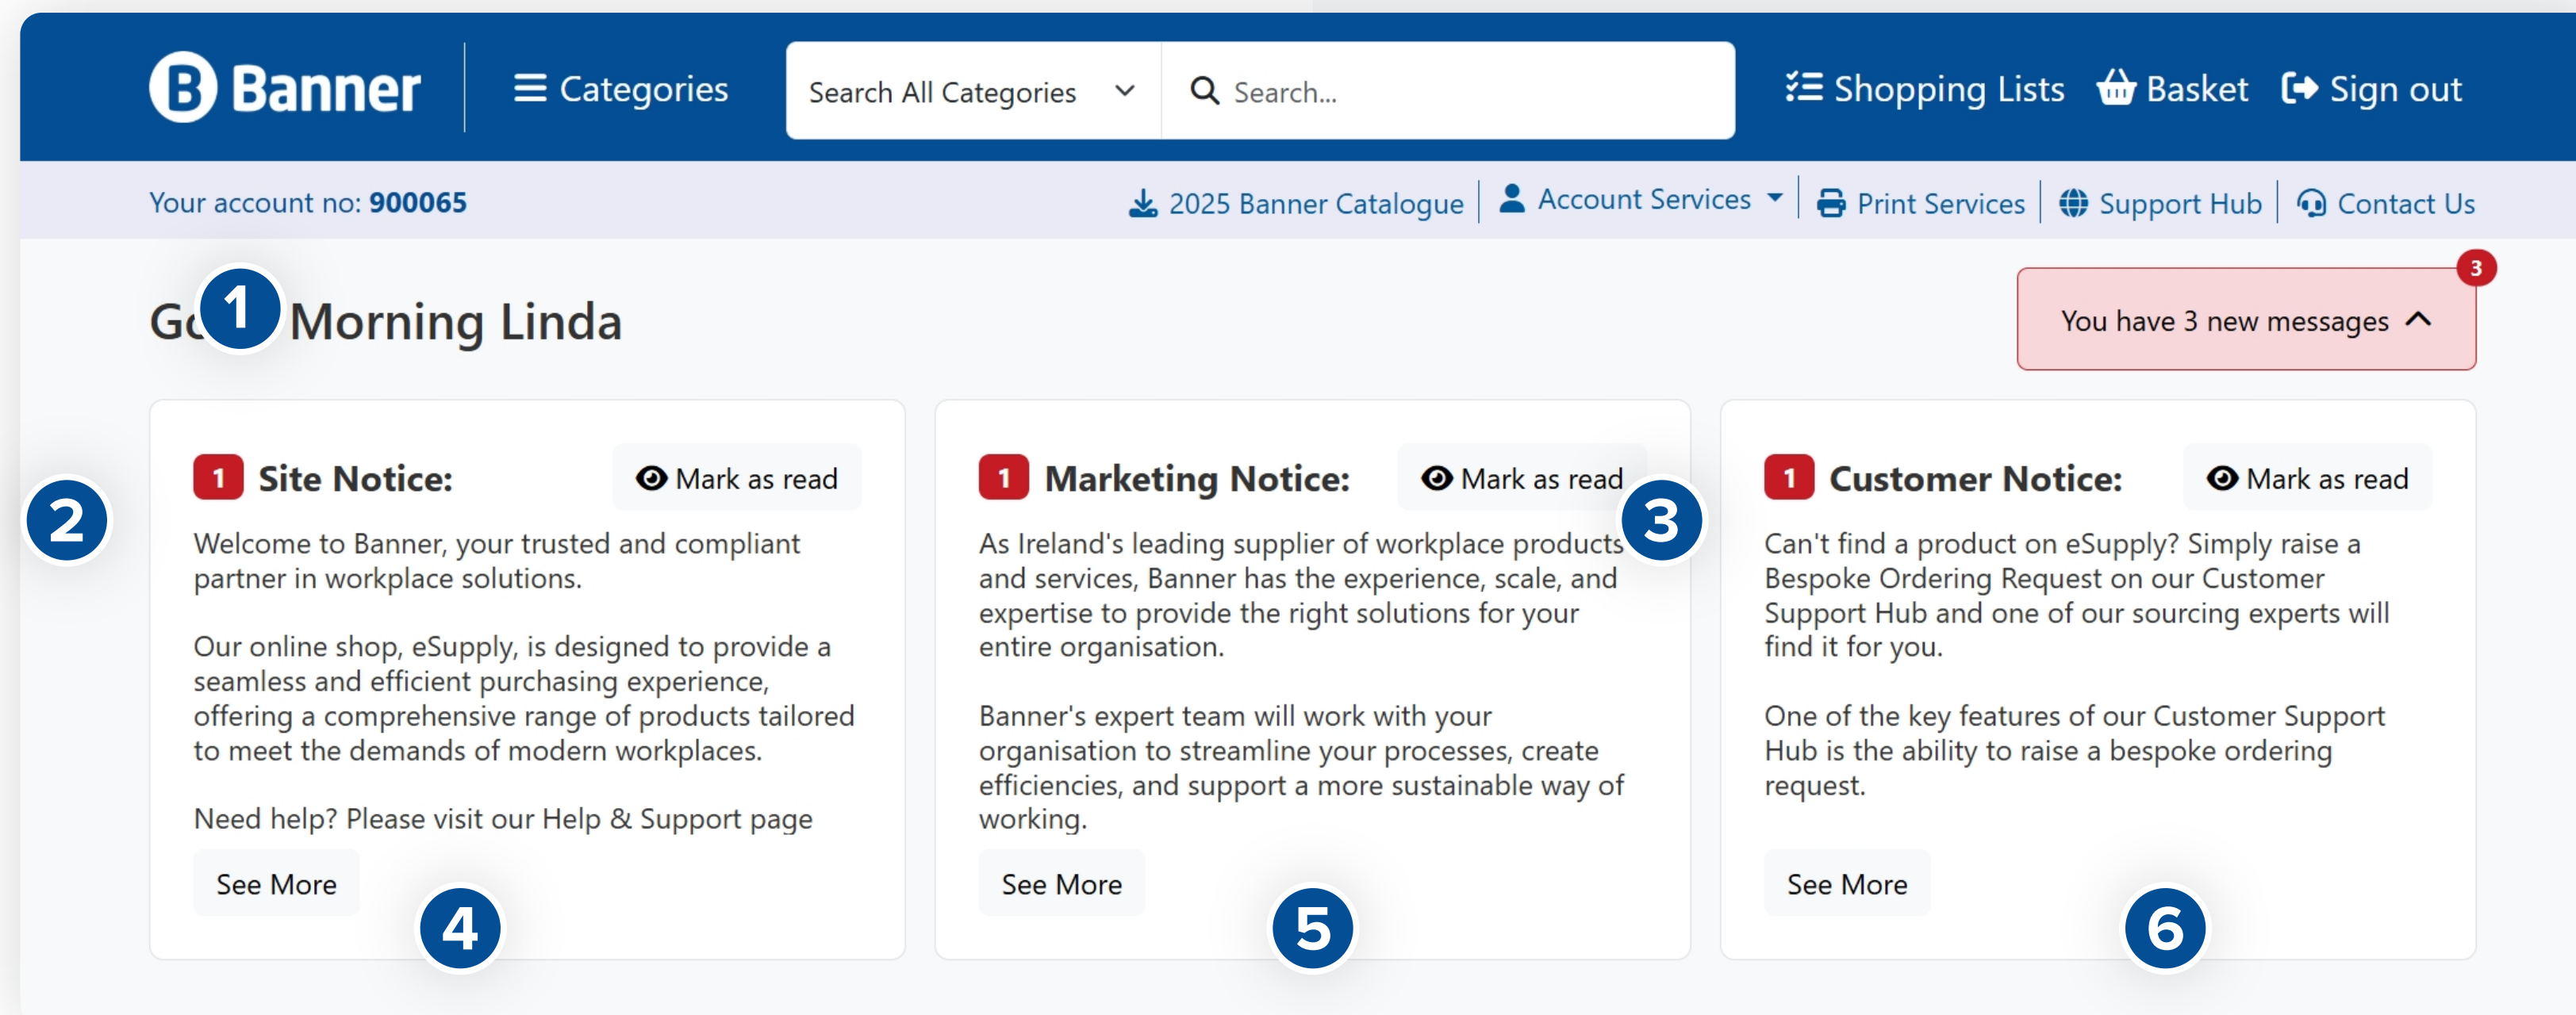 B Banner
Categories
Search All Categories
Search...
Shopping Lists
Basket
Sign out
Your account no: 900065
2025 Banner Catalogue
Account Services
Print Services
Support Hub
Contact Us
1
Morning Linda
3
You have 3 new messages
2
1 Site Notice:
Mark as read
Welcome to Banner, your trusted and compliant
partner in workplace solutions.
Our online shop, eSupply, is designed to provide a
seamless and efficient purchasing experience,
offering a comprehensive range of products tailored
to meet the demands of modern workplaces.
Need help? Please visit our Help & Support page
See More
4
1 Marketing Notice:
Mark as read
3
As Ireland's leading supplier of workplace products
and services, Banner has the experience, scale, and
expertise to provide the right solutions for your
entire organisation.
Banner's expert team will work with your
organisation to streamline your processes, create
efficiencies, and support a more sustainable way of
working.
See More
5
1 Customer Notice:
Mark as read
Can't find a product on eSupply? Simply raise a
Bespoke Ordering Request on our Customer
Support Hub and one of our sourcing experts will
find it for you.
One of the key features of our Customer Support
Hub is the ability to raise a bespoke ordering
request.
See More
6